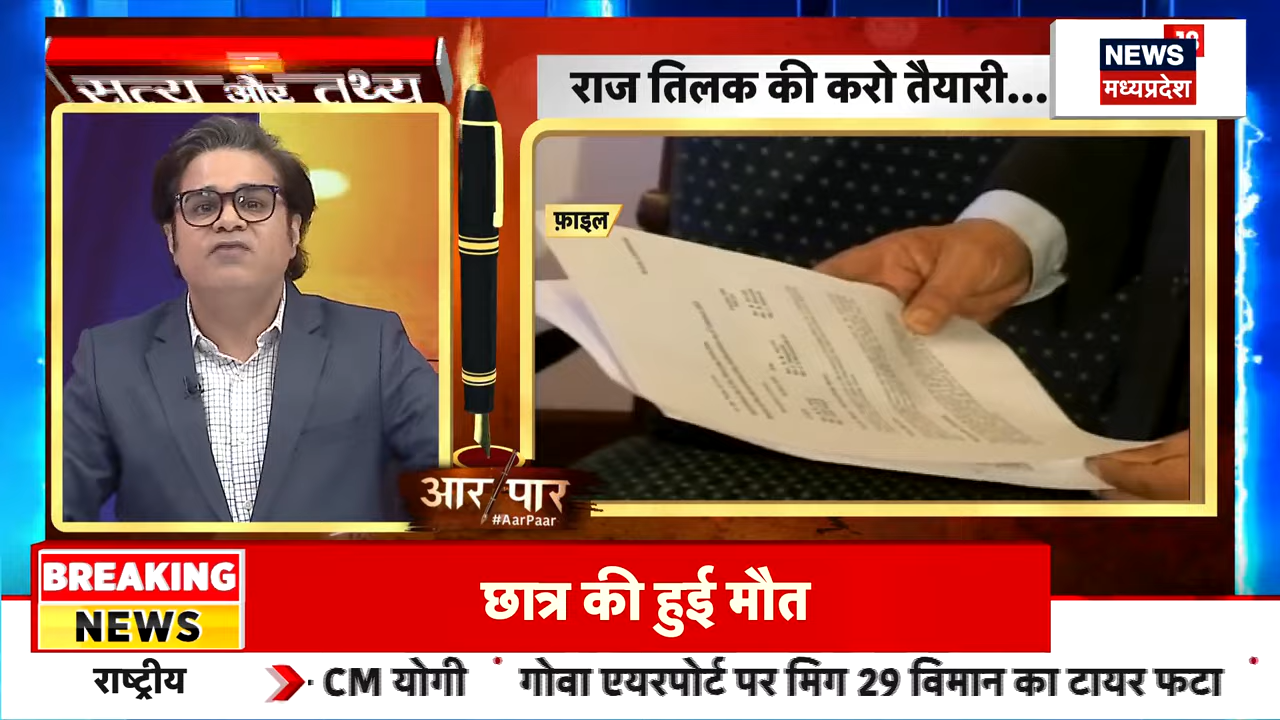 सत्य और तथ्य
राज तिलक की करो तैयारी...
NEWS 18
मध्यप्रदेश
फ़ाइल
आर पार
#AarPaar
BREAKING
NEWS
छात्र की हुई मौत
राष्ट्रीय
CM योगी
गोवा एयरपोर्ट पर मिग 29 विमान का टायर फटा